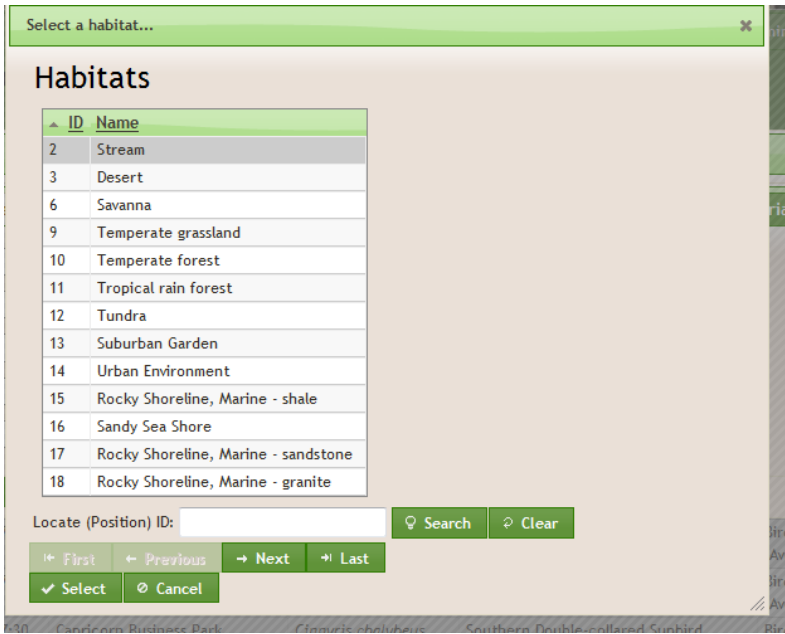 Select a habitat...
Habitats
ID Name
2 Stream
3 Desert
6 Savanna
9 Temperate grassland
10 Temperate forest
11 Tropical rain forest
12 Tundra
13 Suburban Garden
14 Urban Environment
15 Rocky Shoreline, Marine - shale
16 Sandy Sea Shore
17 Rocky Shoreline, Marine - sandstone
18 Rocky Shoreline, Marine - granite
Locate (Position) ID: Search Clear
First Previous Next Last
Select Cancel
7:30 Capricorn Business Park Cinnyris chalybeus Southern Double-collared Sunbird